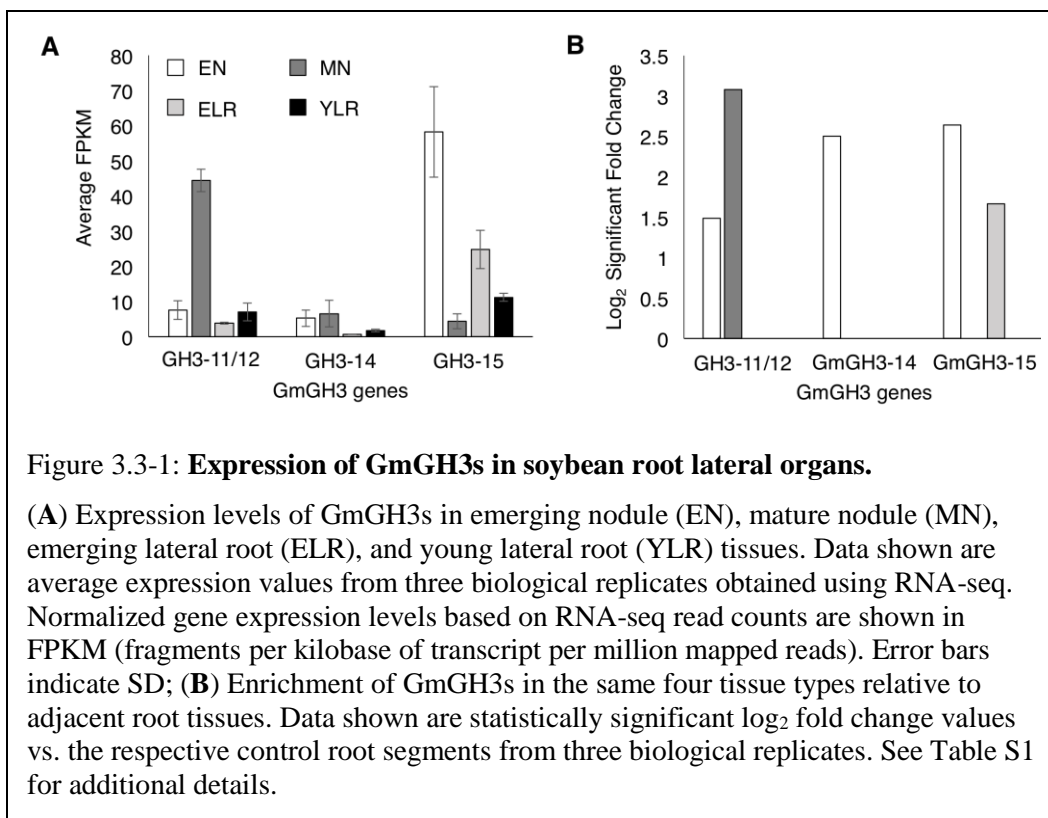 A
B
80
70
60
50
40
30
20
10
0
Average FPKM
EN
MN
ELR
YLR
GH3-11/12
GH3-14
GH3-15
GmGH3 genes
3.5
3
2.5
2
1.5
1
0.5
0
Log₂ Significant Fold Change
GH3-11/12
GmGH3-14
GmGH3-15
GmGH3 genes
Figure 3.3-1: Expression of GmGH3s in soybean root lateral organs.
(A) Expression levels of GmGH3s in emerging nodule (EN), mature nodule (MN),
emerging lateral root (ELR), and young lateral root (YLR) tissues. Data shown are
average expression values from three biological replicates obtained using RNA-seq.
Normalized gene expression levels based on RNA-seq read counts are shown in
FPKM (fragments per kilobase of transcript per million mapped reads). Error bars
indicate SD; (B) Enrichment of GmGH3s in the same four tissue types relative to
adjacent root tissues. Data shown are statistically significant log₂ fold change values
vs. the respective control root segments from three biological replicates. See Table S1
for additional details.